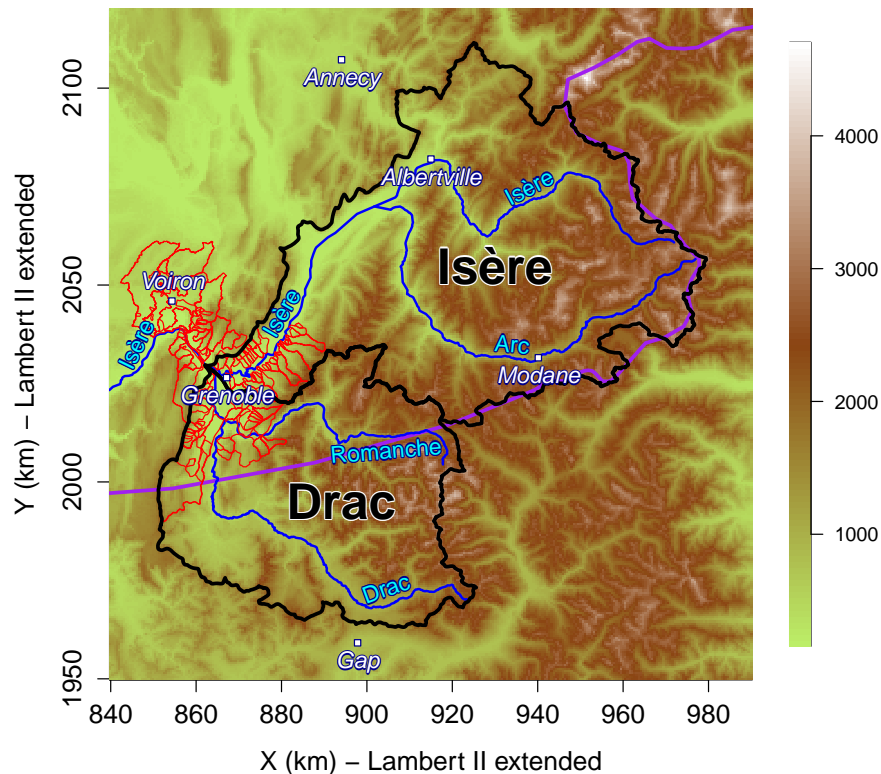 Annecy
Albertville
Isère
Isère
Voiron
Isère
Isère
Arc
Modane
Grenoble
Romanche
Drac
Drac
Gap
2100
2050
2000
1950
Y (km) − Lambert II extended
840
860
880
900
920
940
960
980
X (km) − Lambert II extended
4000
3000
2000
1000